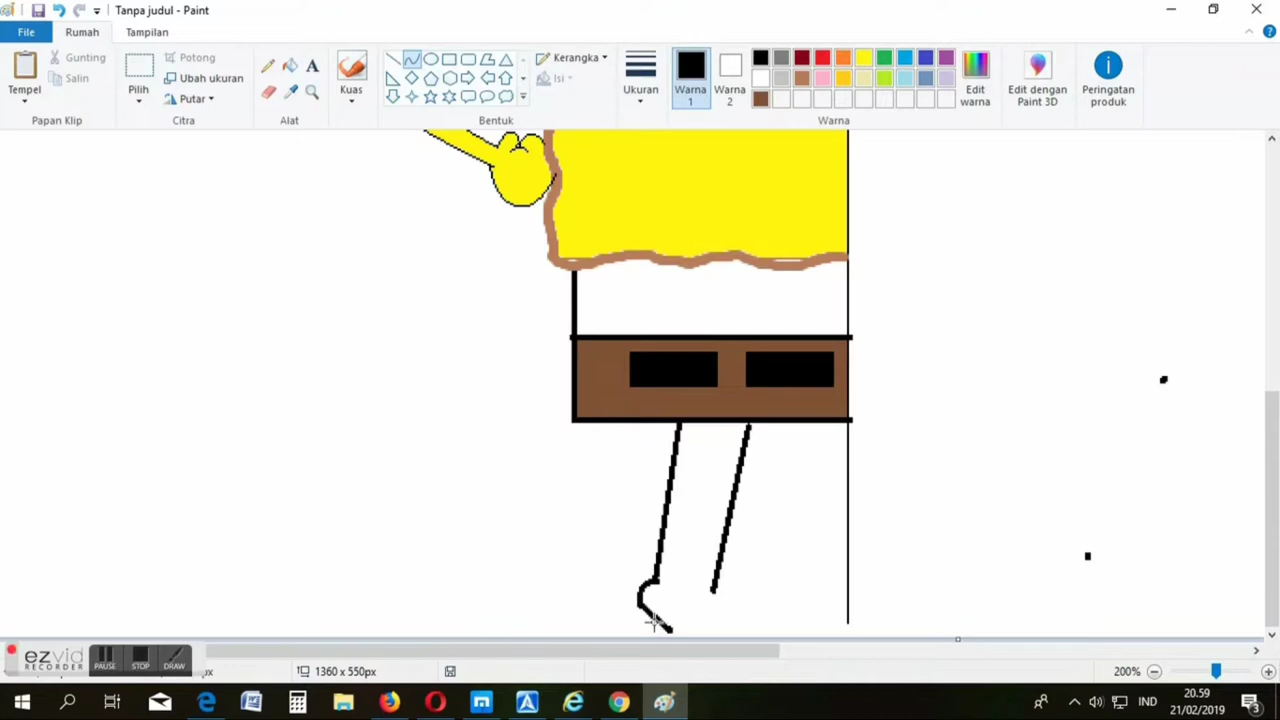 Tanpa judul - Paint
File
Rumah
Tampilan
Tempel
Gunting
Salin
Pilih
Potong
Ubah ukuran
Putar
A
Kuas
Kerangka
Isi
Ukuran
Warna 1
Warna 2
Edit warna
Edit dengan Paint 3D
Peringatan produk
Papan Klip
Citra
Alat
Bentuk
Warna
ezvid
RECORDER
PAUSE
STOP
DRAW
1360 x 550px
200%
IND
20.59
21/02/2019
3